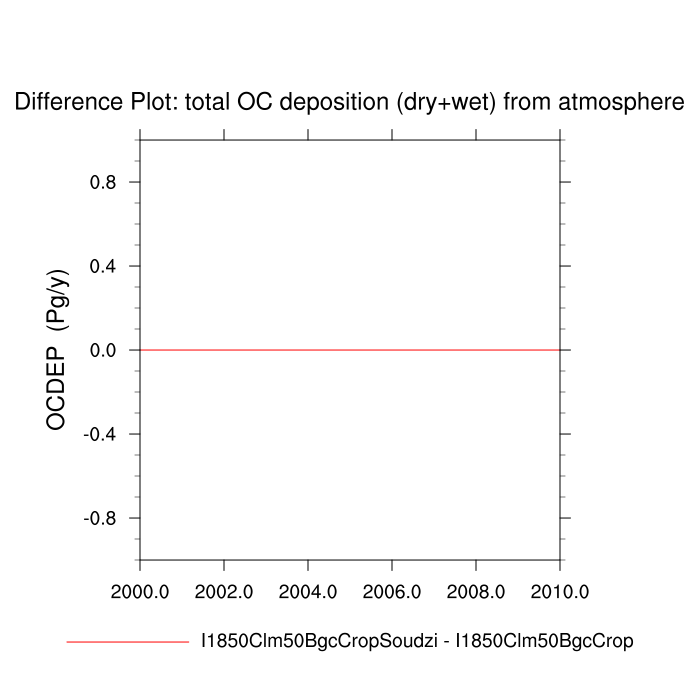 Difference Plot: total OC deposition (dry+wet) from atmosphere
0.8
0.4
0.0
-0.4
-0.8
OCDEP (Pg/y)
2000.0 2002.0 2004.0 2006.0 2008.0 2010.0
I1850Clm50BgcCropSoudzi - I1850Clm50BgcCrop